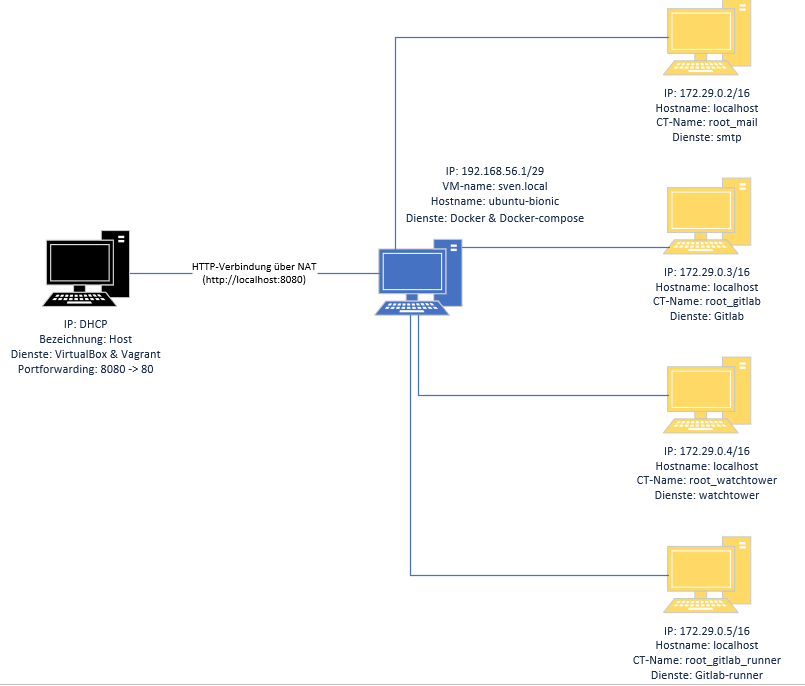 IP: 172.29.0.2/16
Hostname: localhost
CT-Name: root_mail
Dienste: smtp
IP: 192.168.56.1/29
VM-name: sven.local
Hostname: ubuntu-bionic
Dienste: Docker & Docker-compose
HTTP-Verbindung über NAT
(http://localhost:8080)
IP: DHCP
Bezeichnung: Host
Dienste: VirtualBox & Vagrant
Portforwarding: 8080 -> 80
IP: 172.29.0.3/16
Hostname: localhost
CT-Name: root_gitlab
Dienste: Gitlab
IP: 172.29.0.4/16
Hostname: localhost
CT-Name: root_watchtower
Dienste: watchtower
IP: 172.29.0.5/16
Hostname: localhost
CT-Name: root_gitlab_runner
Dienste: Gitlab-runner